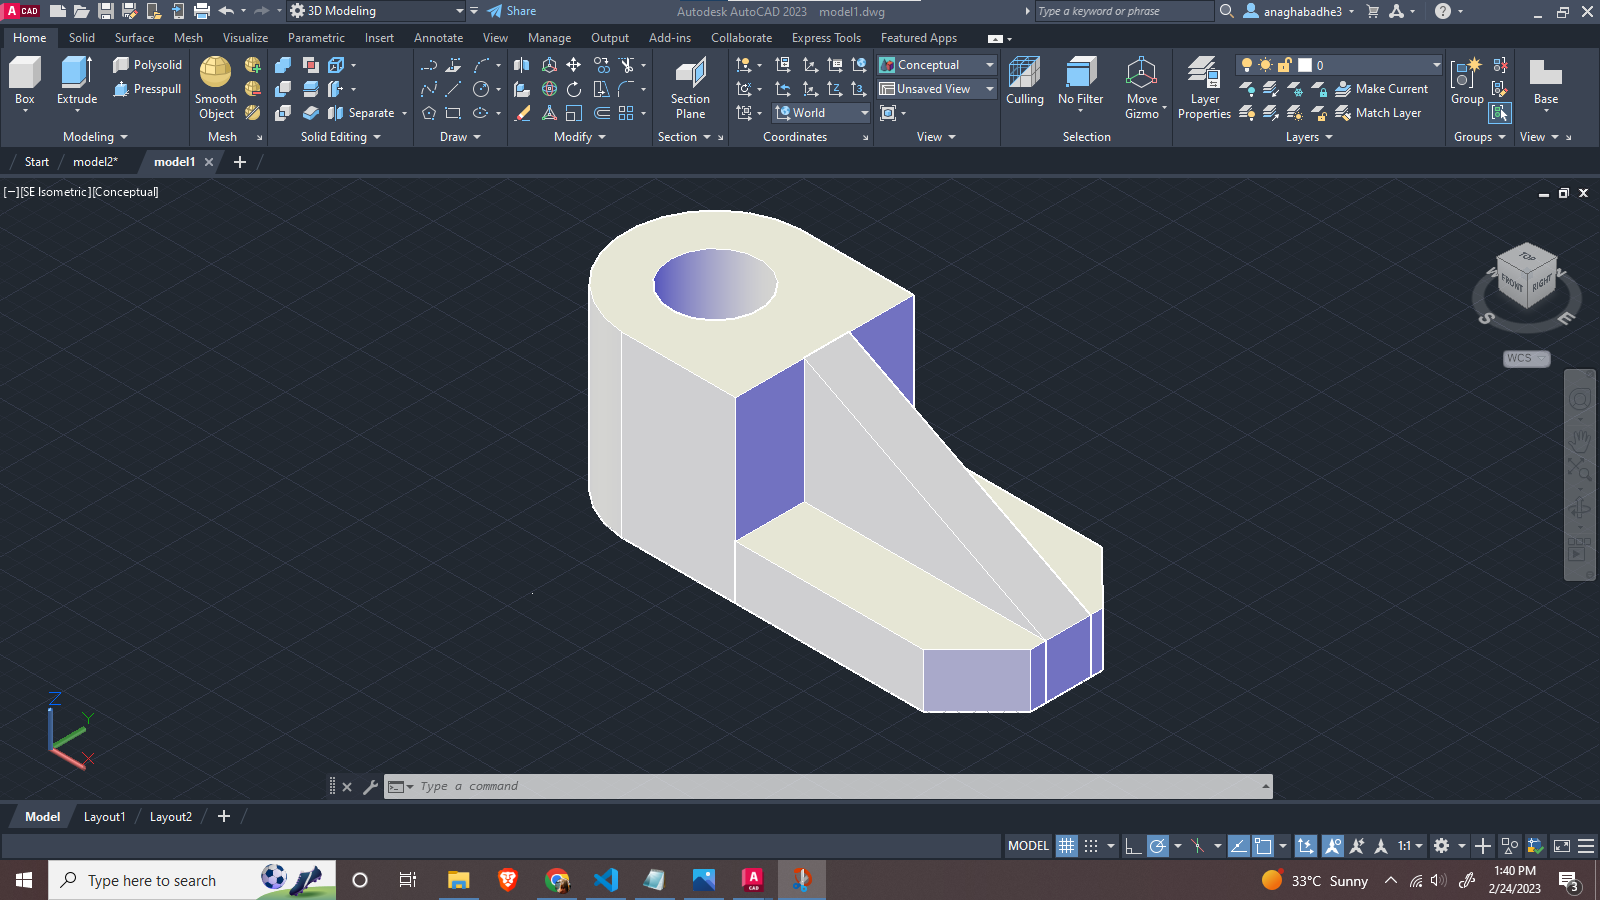 A CAD 3D Modeling Share Autodesk AutoCAD 2023 model1.dwg Type a keyword or phrase anaghabadhe3
Home Solid Surface Mesh Visualize Parametric Insert Annotate View Manage Output Add-ins Collaborate Express Tools Featured Apps
Box Extrude Polysolid Presspull Smooth Object Separate Section Plane World Conceptual Unsaved View Culling No Filter Move Gizmo Layer Properties 0 Make Current Match Layer Group Base
Modeling Mesh Solid Editing Draw Modify Section Coordinates View Selection Layers Groups View
Start model2* model1
[−][SE Isometric][Conceptual]
TOP
FRONT RIGHT
W N
S E
WCS
Z
Y
X
Type a command
Model Layout1 Layout2
MODEL 1:1
Type here to search
A CAD
33°C Sunny
1:40 PM
2/24/2023
3